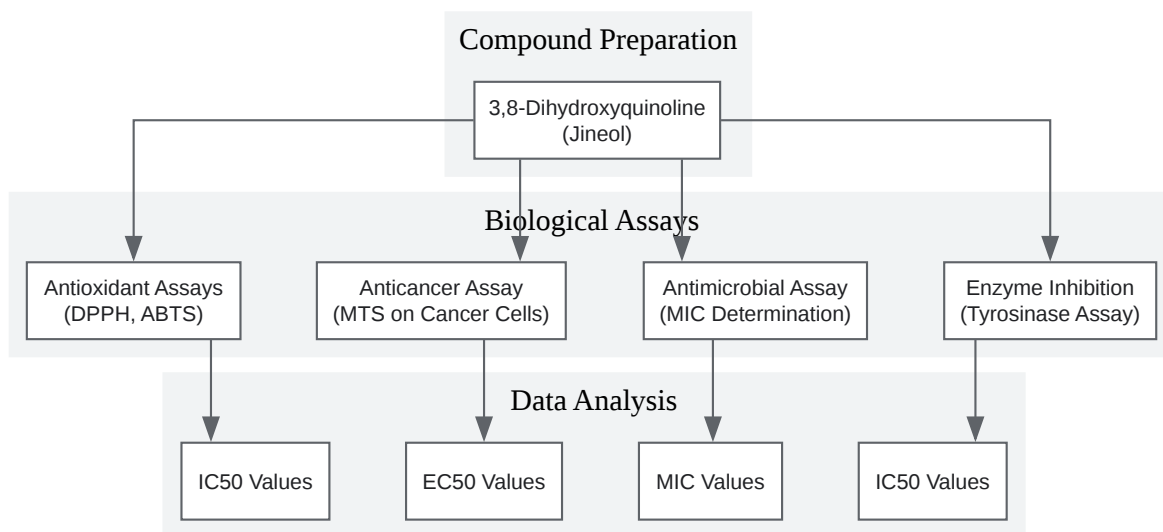 Compound Preparation
3,8-Dihydroxyquinoline
(Jineol)
Biological Assays
Antioxidant Assays
(DPPH, ABTS)
Anticancer Assay
(MTS on Cancer Cells)
Antimicrobial Assay
(MIC Determination)
Enzyme Inhibition
(Tyrosinase Assay)
Data Analysis
IC50 Values
EC50 Values
MIC Values
IC50 Values